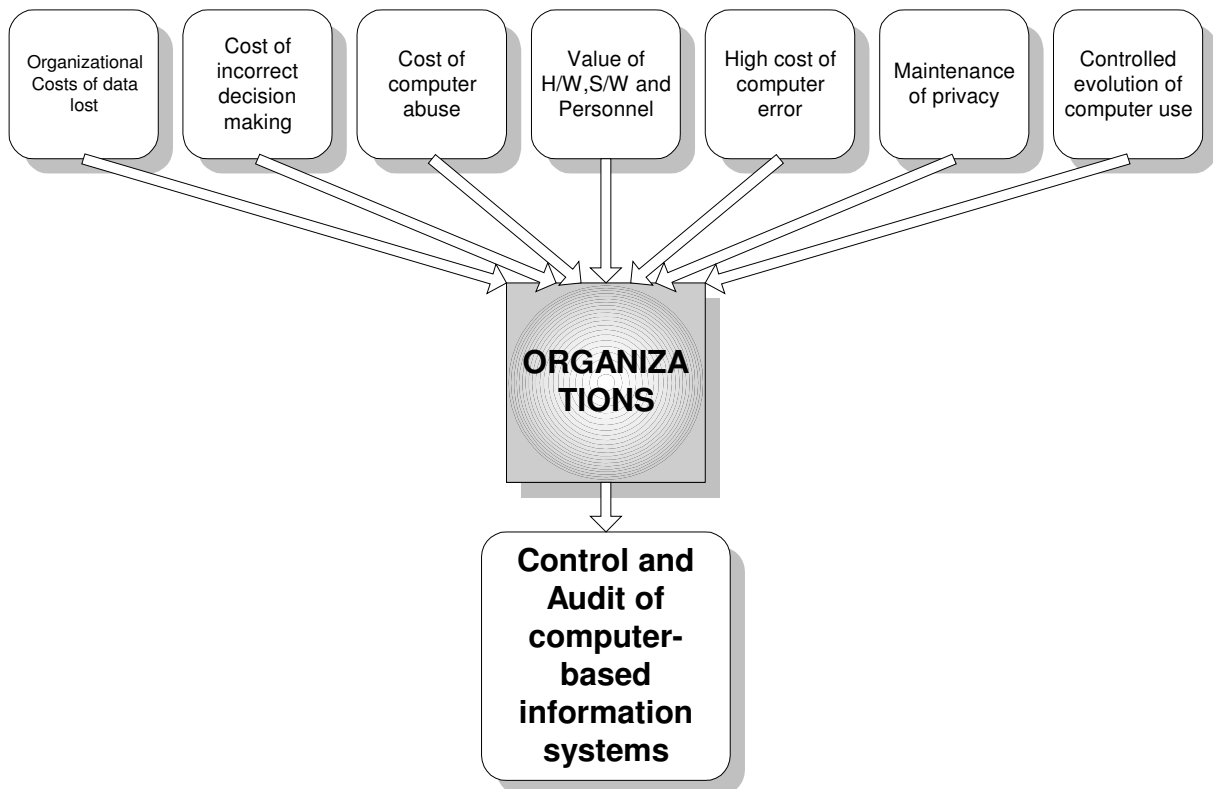 Organizational
Costs of data
lost
Cost of
incorrect
decision
making
Cost of
computer
abuse
Value of
H/W,S/W and
Personnel
High cost of
computer
error
Maintenance
of privacy
Controlled
evolution of
computer use
ORGANIZA
TIONS
Control and
Audit of
computer-
based
information
systems